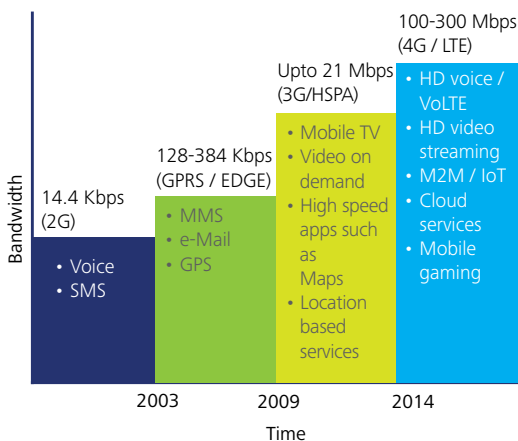 100-300 Mbps
(4G / LTE)
• HD voice /
VoLTE
• HD video
streaming
• M2M / IoT
• Cloud
services
• Mobile
gaming
Upto 21 Mbps
(3G/HSPA)
• Mobile TV
• Video on
demand
• High speed
apps such
as
Maps
• Location
based
services
128-384 Kbps
(GPRS / EDGE)
• MMS
• e-Mail
• GPS
14.4 Kbps
(2G)
• Voice
• SMS
Bandwidth
2003
2009
2014
Time